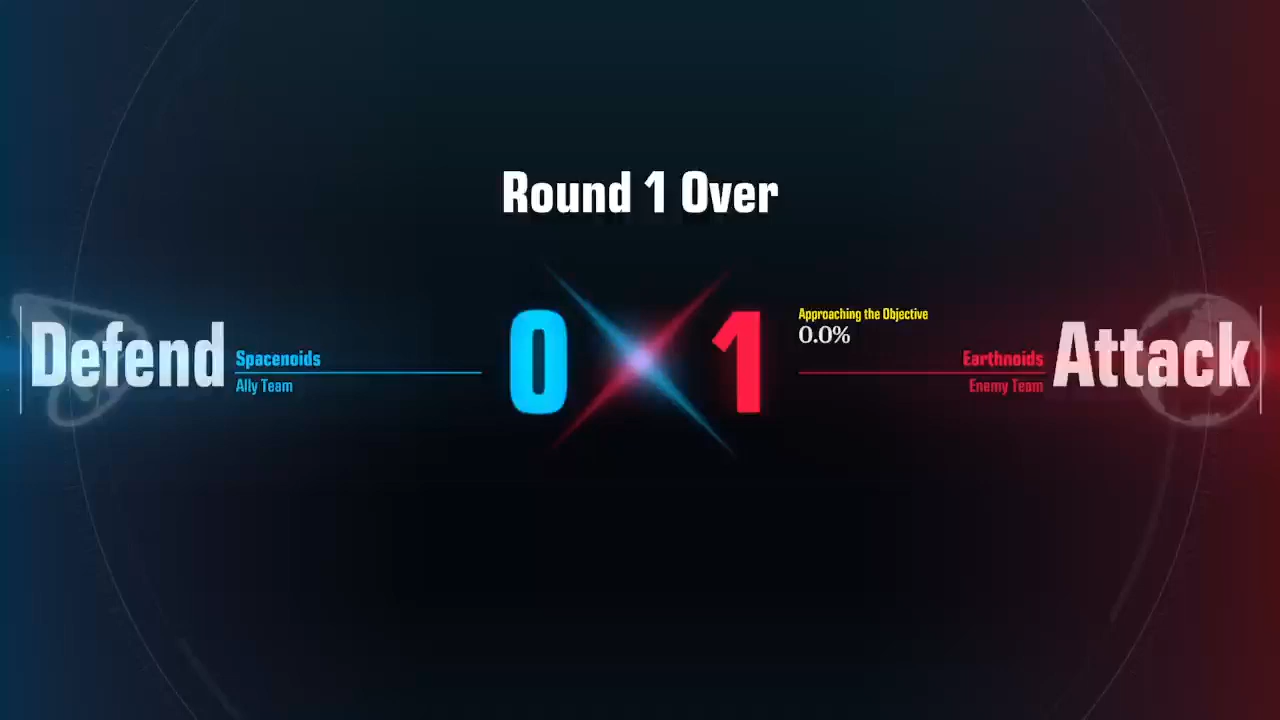 Round 1 Over
Defend
Spacenoids
Ally Team
0
1
Approaching the Objective
0.0%
Earthnoids
Enemy Team
Attack